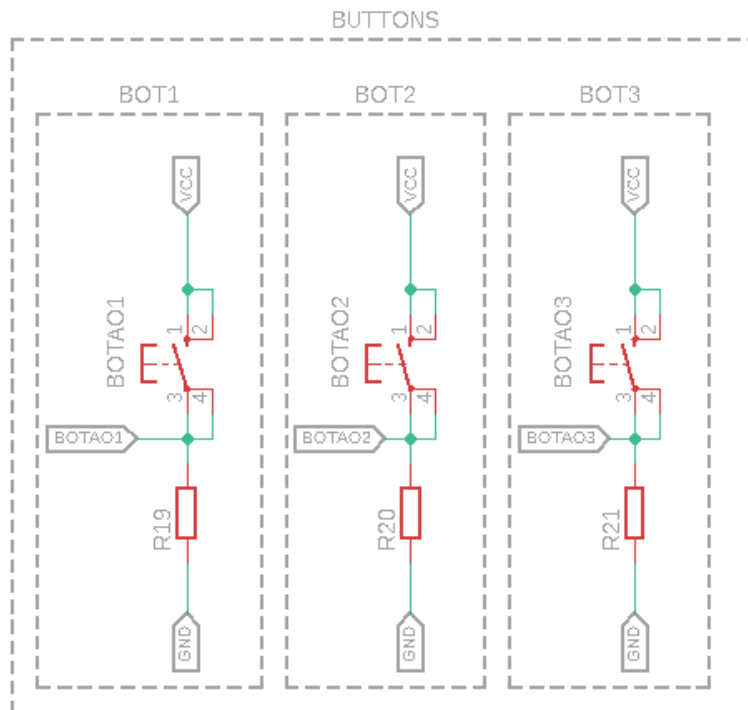 BUTTONS
BOT1
BOT2
BOT3
VCC
VCC
VCC
BOTAO1
1
2
3
4
BOTAO2
1
2
3
4
BOTAO3
1
2
3
4
BOTAO1
BOTAO2
BOTAO3
R19
R20
R21
GND
GND
GND